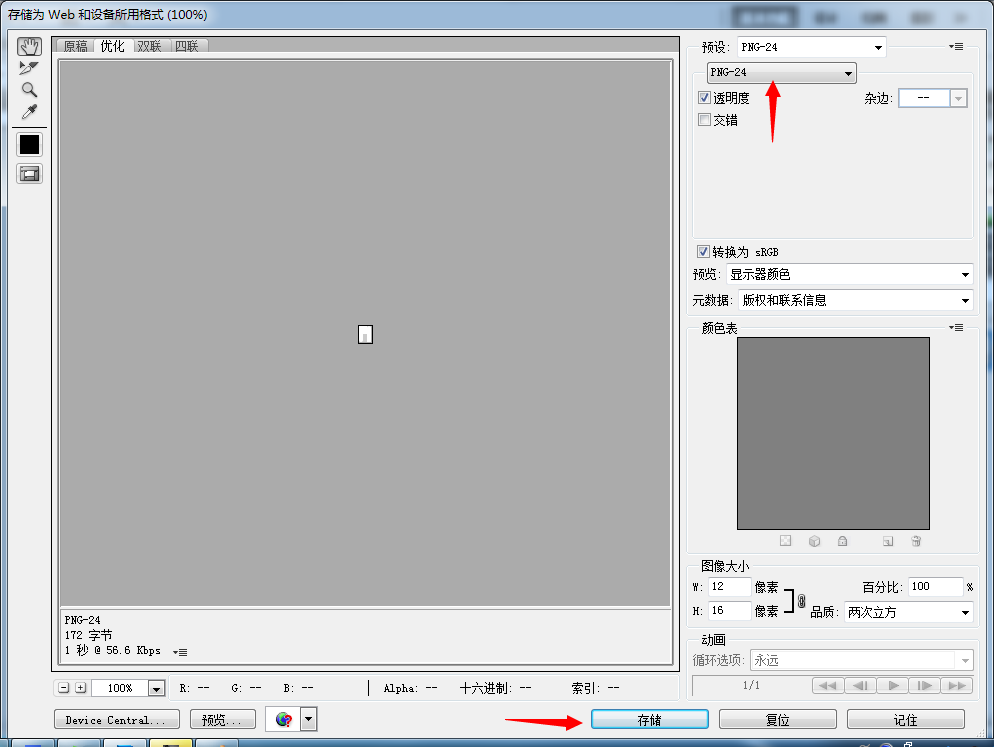 存储为 Web 和设备所用格式 (100%)
原稿 优化 双联 四联
预设: PNG-24
PNG-24
透明度 杂边: --
交错
转换为 sRGB
预览: 显示器颜色
元数据: 版权和联系信息
颜色表
图像大小
W: 12 像素 百分比: 100 %
H: 16 像素 品质: 两次立方
动画
循环选项: 永远
1/1
PNG-24
172 字节
1 秒 @ 56.6 Kbps
100% R: -- G: -- B: -- Alpha: -- 十六进制: -- 索引: --
Device Central... 预览... 存储 复位 记住